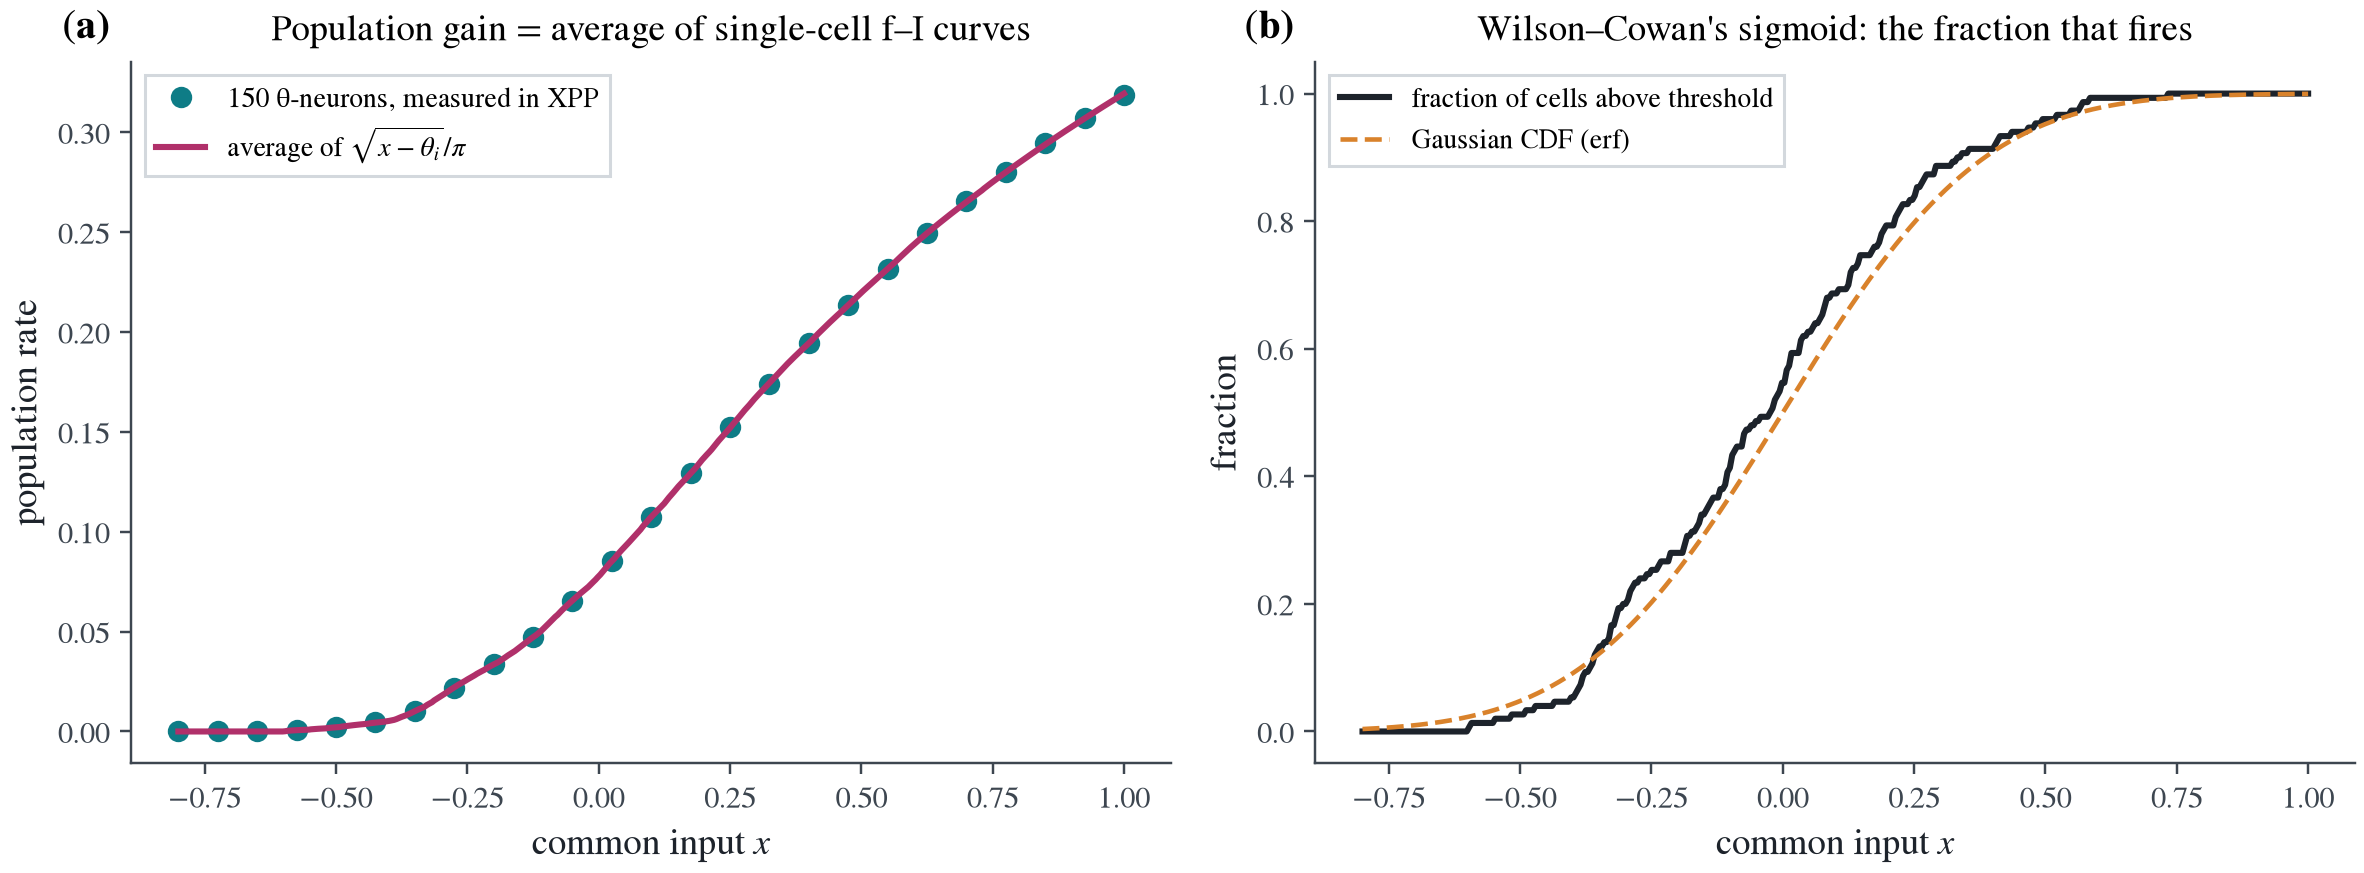 (a)
Population gain = average of single-cell f–I curves
150 θ-neurons, measured in XPP
average of √(x − θᵢ)/π
population rate
0.30
0.25
0.20
0.15
0.10
0.05
0.00
−0.75 −0.50 −0.25 0.00 0.25 0.50 0.75 1.00
common input x
(b)
Wilson–Cowan's sigmoid: the fraction that fires
fraction of cells above threshold
Gaussian CDF (erf)
fraction
1.0
0.8
0.6
0.4
0.2
0.0
−0.75 −0.50 −0.25 0.00 0.25 0.50 0.75 1.00
common input x